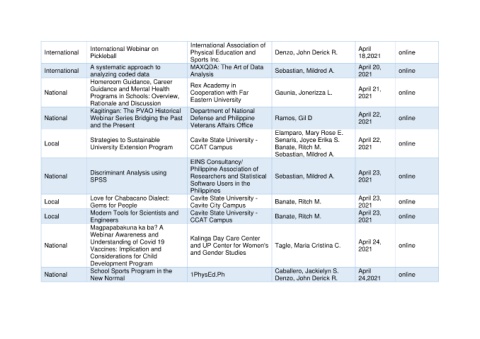 International International Webinar on Pickleball International Association of Physical Education and Sports Inc. Denzo, John Derick R. April 18,2021 online
International A systematic approach to analyzing coded data MAXQDA: The Art of Data Analysis Sebastian, Mildred A. April 20, 2021 online
National Homeroom Guidance, Career Guidance and Mental Health Programs in Schools: Overview, Rationale and Discussion Rex Academy in Cooperation with Far Eastern University Gaunia, Jonerizza L. April 21, 2021 online
National Kagitingan: The PVAO Historical Webinar Series Bridging the Past and the Present Department of National Defense and Philippine Veterans Affairs Office Ramos, Gil D April 22, 2021 online
Local Strategies to Sustainable University Extension Program Cavite State University - CCAT Campus Elamparo, Mary Rose E. Senaris, Joyce Erika S. Banate, Ritch M. Sebastian, Mildred A. April 22, 2021 online
National Discriminant Analysis using SPSS EINS Consultancy/ Philippine Association of Researchers and Statistical Software Users in the Philippines Sebastian, Mildred A. April 23, 2021 online
Local Love for Chabacano Dialect: Gems for People Cavite State University - Cavite City Campus Banate, Ritch M. April 23, 2021 online
Local Modern Tools for Scientists and Engineers Cavite State University - CCAT Campus Banate, Ritch M. April 23, 2021 online
National Magpapabakuna ka ba? A Webinar Awareness and Understanding of Covid 19 Vaccines: Implication and Considerations for Child Development Program Kalinga Day Care Center and UP Center for Women's and Gender Studies Tagle, Maria Cristina C. April 24, 2021 online
National School Sports Program in the New Normal 1PhysEd.Ph Caballero, Jackielyn S. Denzo, John Derick R. April 24,2021 online